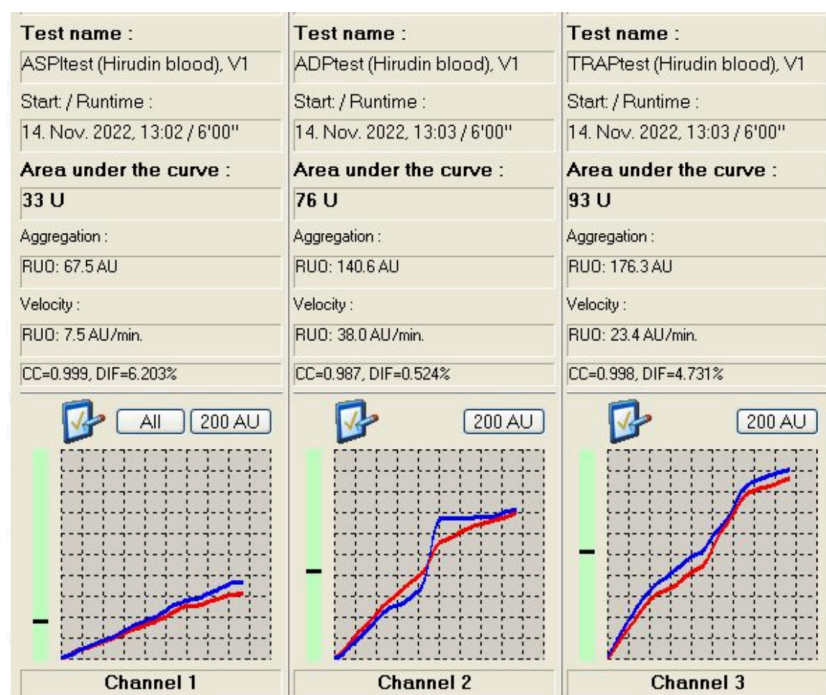 Test name :
ASPItest (Hirudin blood), V1
Start: / Runtime :
14. Nov. 2022, 13:02 / 6'00"
Area under the curve :
33 U
Aggregation :
RUO: 67.5 AU
Velocity :
RUO: 7.5 AU/min.
CC=0.999, DIF=6.203%
All
200 AU
Channel 1
Test name :
ADPtest (Hirudin blood), V1
Start: / Runtime :
14. Nov. 2022, 13:03 / 6'00"
Area under the curve :
76 U
Aggregation :
RUO: 140.6 AU
Velocity :
RUO: 38.0 AU/min.
CC=0.987, DIF=0.524%
200 AU
Channel 2
Test name :
TRAPtest (Hirudin blood), V1
Start: / Runtime :
14. Nov. 2022, 13:03 / 6'00"
Area under the curve :
93 U
Aggregation :
RUO: 176.3 AU
Velocity :
RUO: 23.4 AU/min.
CC=0.998, DIF=4.731%
200 AU
Channel 3